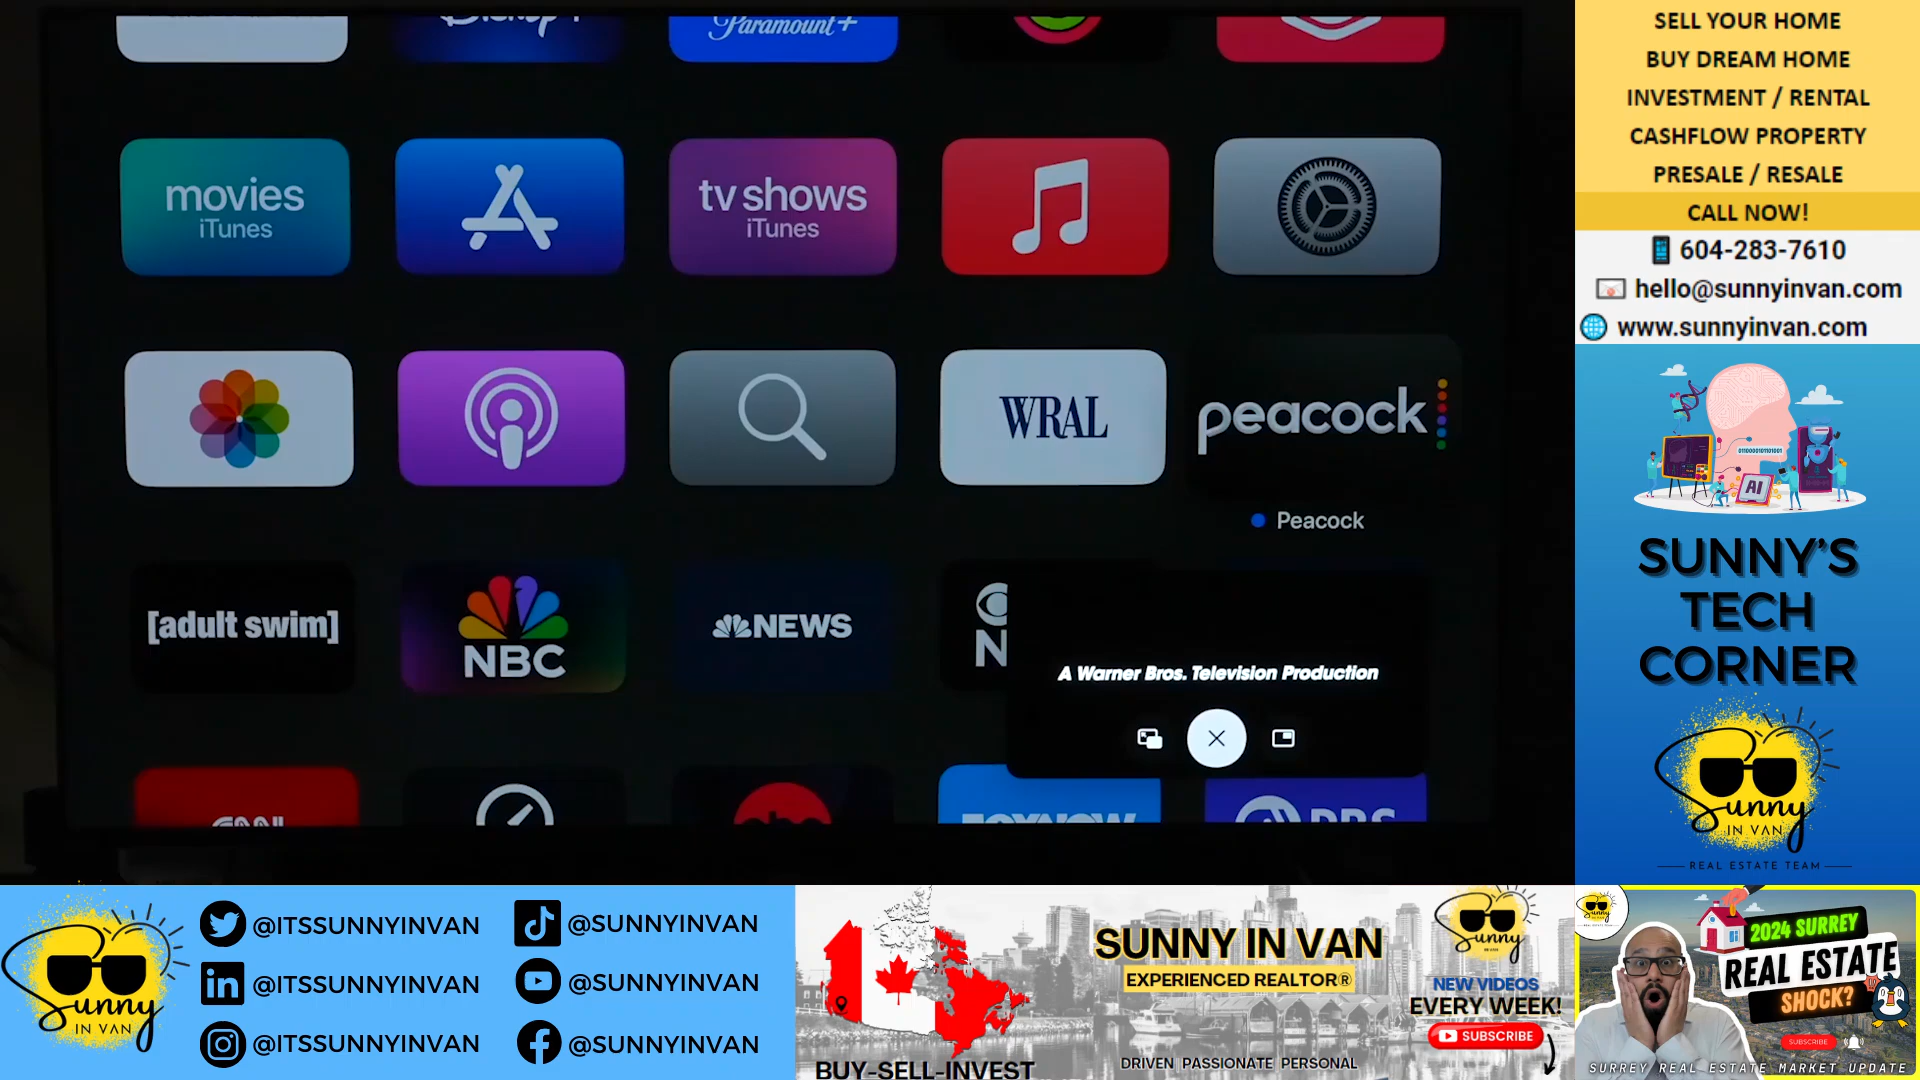 Disney+
Paramount+
movies
iTunes
tv shows
iTunes
WRAL
peacock
Peacock
[adult swim]
NBC
NEWS
N
A Warner Bros. Television Production
SELL YOUR HOME
BUY DREAM HOME
INVESTMENT / RENTAL
CASHFLOW PROPERTY
PRESALE / RESALE
CALL NOW!
604-283-7610
hello@sunnyinvan.com
www.sunnyinvan.com
AI
SUNNY'S
TECH
CORNER
Sunny
IN VAN
REAL ESTATE TEAM
Sunny
IN VAN
@ITSSUNNYINVAN
@SUNNYINVAN
@ITSSUNNYINVAN
@SUNNYINVAN
@ITSSUNNYINVAN
@SUNNYINVAN
BUY-SELL-INVEST
SUNNY IN VAN
EXPERIENCED REALTOR®
DRIVEN PASSIONATE PERSONAL
Sunny
NEW VIDEOS
EVERY WEEK!
SUBSCRIBE
2024 SURREY
REAL ESTATE
SHOCK?
SUBSCRIBE
SURREY REAL ESTATE MARKET UPDATE